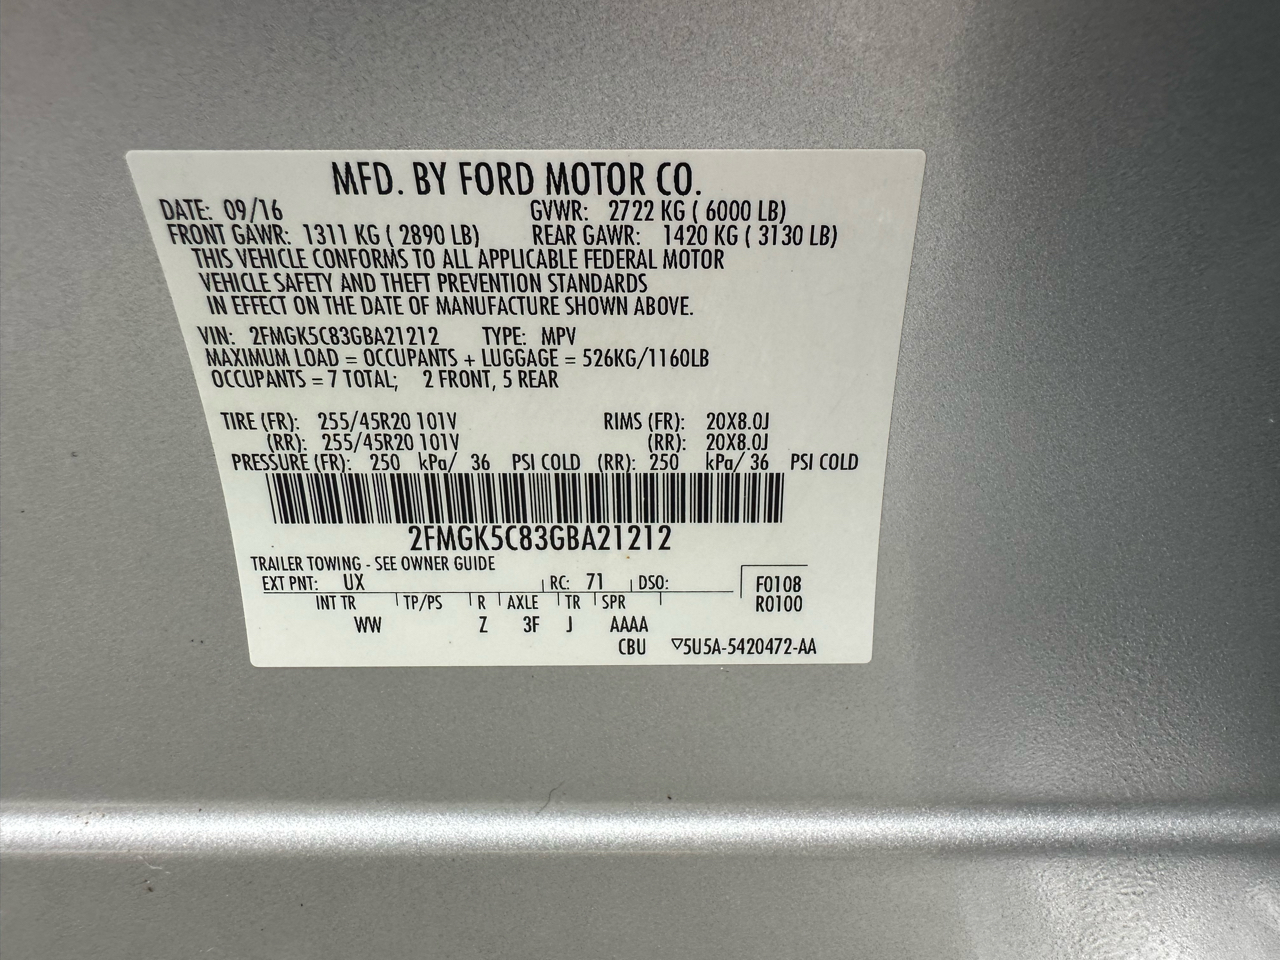 MFD. BY FORD MOTOR CO.
DATE: 09/16 GVWR: 2722 KG ( 6000 LB)
FRONT GAWR: 1311 KG ( 2890 LB) REAR GAWR: 1420 KG ( 3130 LB)
THIS VEHICLE CONFORMS TO ALL APPLICABLE FEDERAL MOTOR
VEHICLE SAFETY AND THEFT PREVENTION STANDARDS
IN EFFECT ON THE DATE OF MANUFACTURE SHOWN ABOVE.
VIN: 2FMGK5C83GBA21212 TYPE: MPV
MAXIMUM LOAD = OCCUPANTS + LUGGAGE = 526KG/1160LB
OCCUPANTS = 7 TOTAL; 2 FRONT, 5 REAR
TIRE (FR): 255/45R20 101V RIMS (FR): 20X8.0J
(RR): 255/45R20 101V (RR): 20X8.0J
PRESSURE (FR): 250 kPa/ 36 PSI COLD (RR): 250 kPa/ 36 PSI COLD
2FMGK5C83GBA21212
TRAILER TOWING - SEE OWNER GUIDE
EXT PNT: UX RC: 71 DSO: F0108
INT TR TP/PS R AXLE TR SPR R0100
WW Z 3F J AAAA
CBU ▽5U5A-5420472-AA